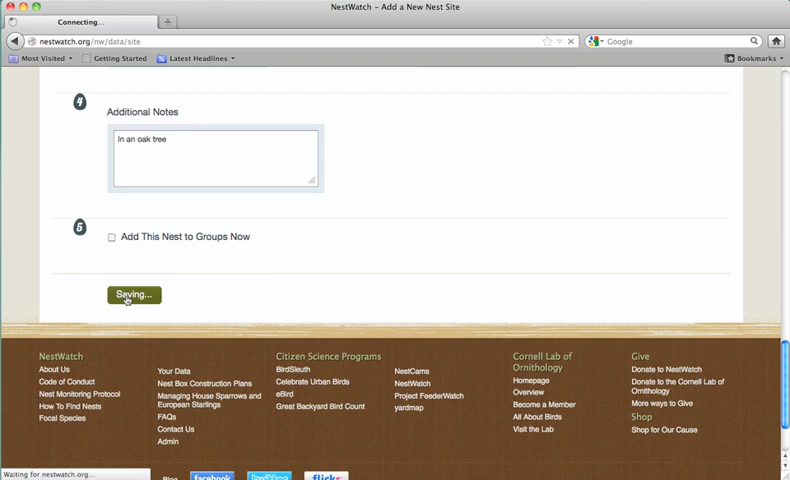 NestWatch – Add a New Nest Site
Connecting...
nestwatch.org/nw/data/site
Google
Most Visited
Getting Started
Latest Headlines
Bookmarks
4
Additional Notes
In an oak tree
5
Add This Nest to Groups Now
Saving...
NestWatch
About Us
Code of Conduct
Nest Monitoring Protocol
How To Find Nests
Focal Species
Your Data
Nest Box Construction Plans
Managing House Sparrows and
European Starlings
FAQs
Contact Us
Admin
Citizen Science Programs
BirdSleuth
Celebrate Urban Birds
eBird
Great Backyard Bird Count
NestCams
NestWatch
Project FeederWatch
yardmap
Cornell Lab of
Ornithology
Homepage
Overview
Become a Member
All About Birds
Visit the Lab
Give
Donate to NestWatch
Donate to the Cornell Lab of
Ornithology
More ways to Give
Shop
Shop for Our Cause
Waiting for nestwatch.org...
Blog
facebook
twitter
flickr